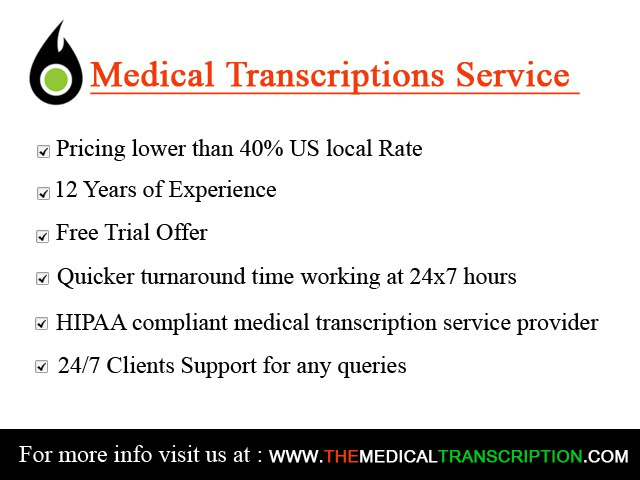 Medical Transcriptions Service
Pricing lower than 40% US local Rate
12 Years of Experience
Free Trial Offer
Quicker turnaround time working at 24x7 hours
HIPAA compliant medical transcription service provider
24/7 Clients Support for any queries
For more info visit us at : WWW.THEMEDICALTRANSCRIPTION.COM